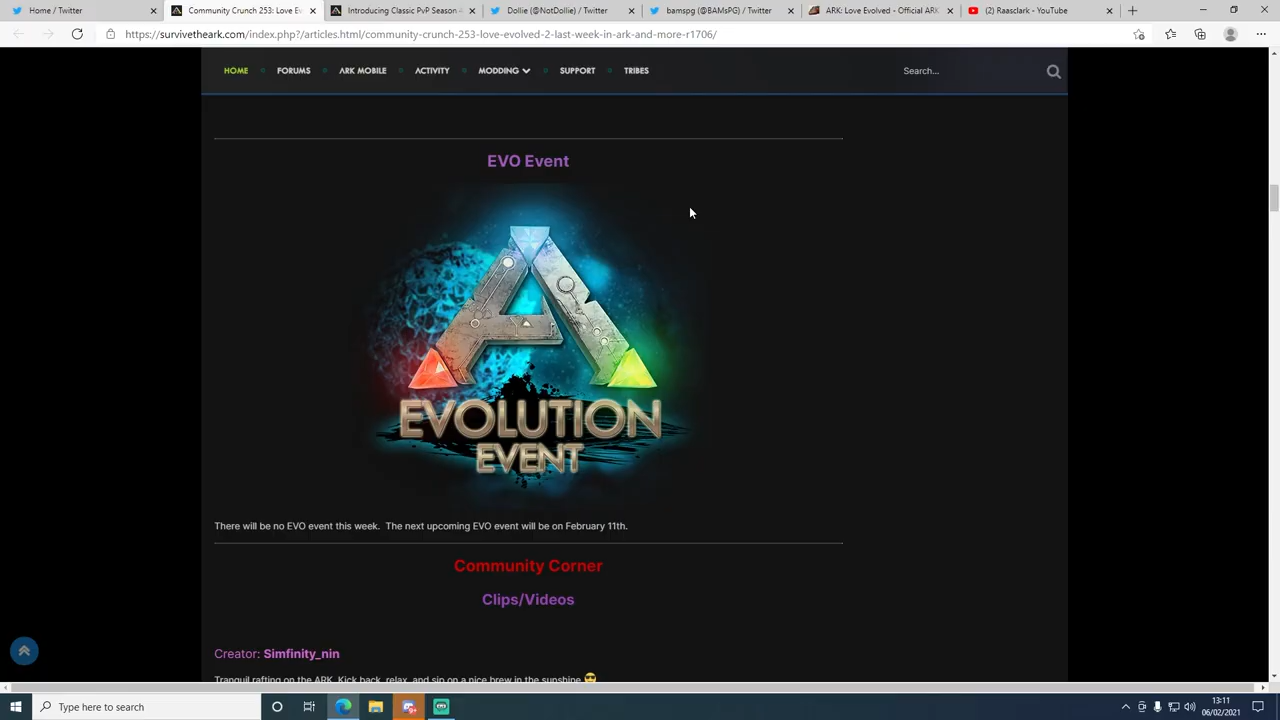 Home / Twitter
Community Crunch 253: Love Ev
Introducing Classic PvP Season 4
Dollie (@NotDollie) / Twitter
bamspg (@BAMsPG) / Twitter
ARK: Love Evolved - Official ARK
(2) Raasclark - YouTube
https://survivetheark.com/index.php?/articles.html/community-crunch-253-love-evolved-2-last-week-in-ark-and-more-r1706/
HOME
FORUMS
ARK MOBILE
ACTIVITY
MODDING
SUPPORT
TRIBES
Search...
EVO Event
EVOLUTION
EVENT
There will be no EVO event this week. The next upcoming EVO event will be on February 11th.
Community Corner
Clips/Videos
Creator: Simfinity_nin
Tranquil rafting on the ARK. Kick back, relax, and sip on a nice brew in the sunshine 😎
Type here to search
13:11
06/02/2021